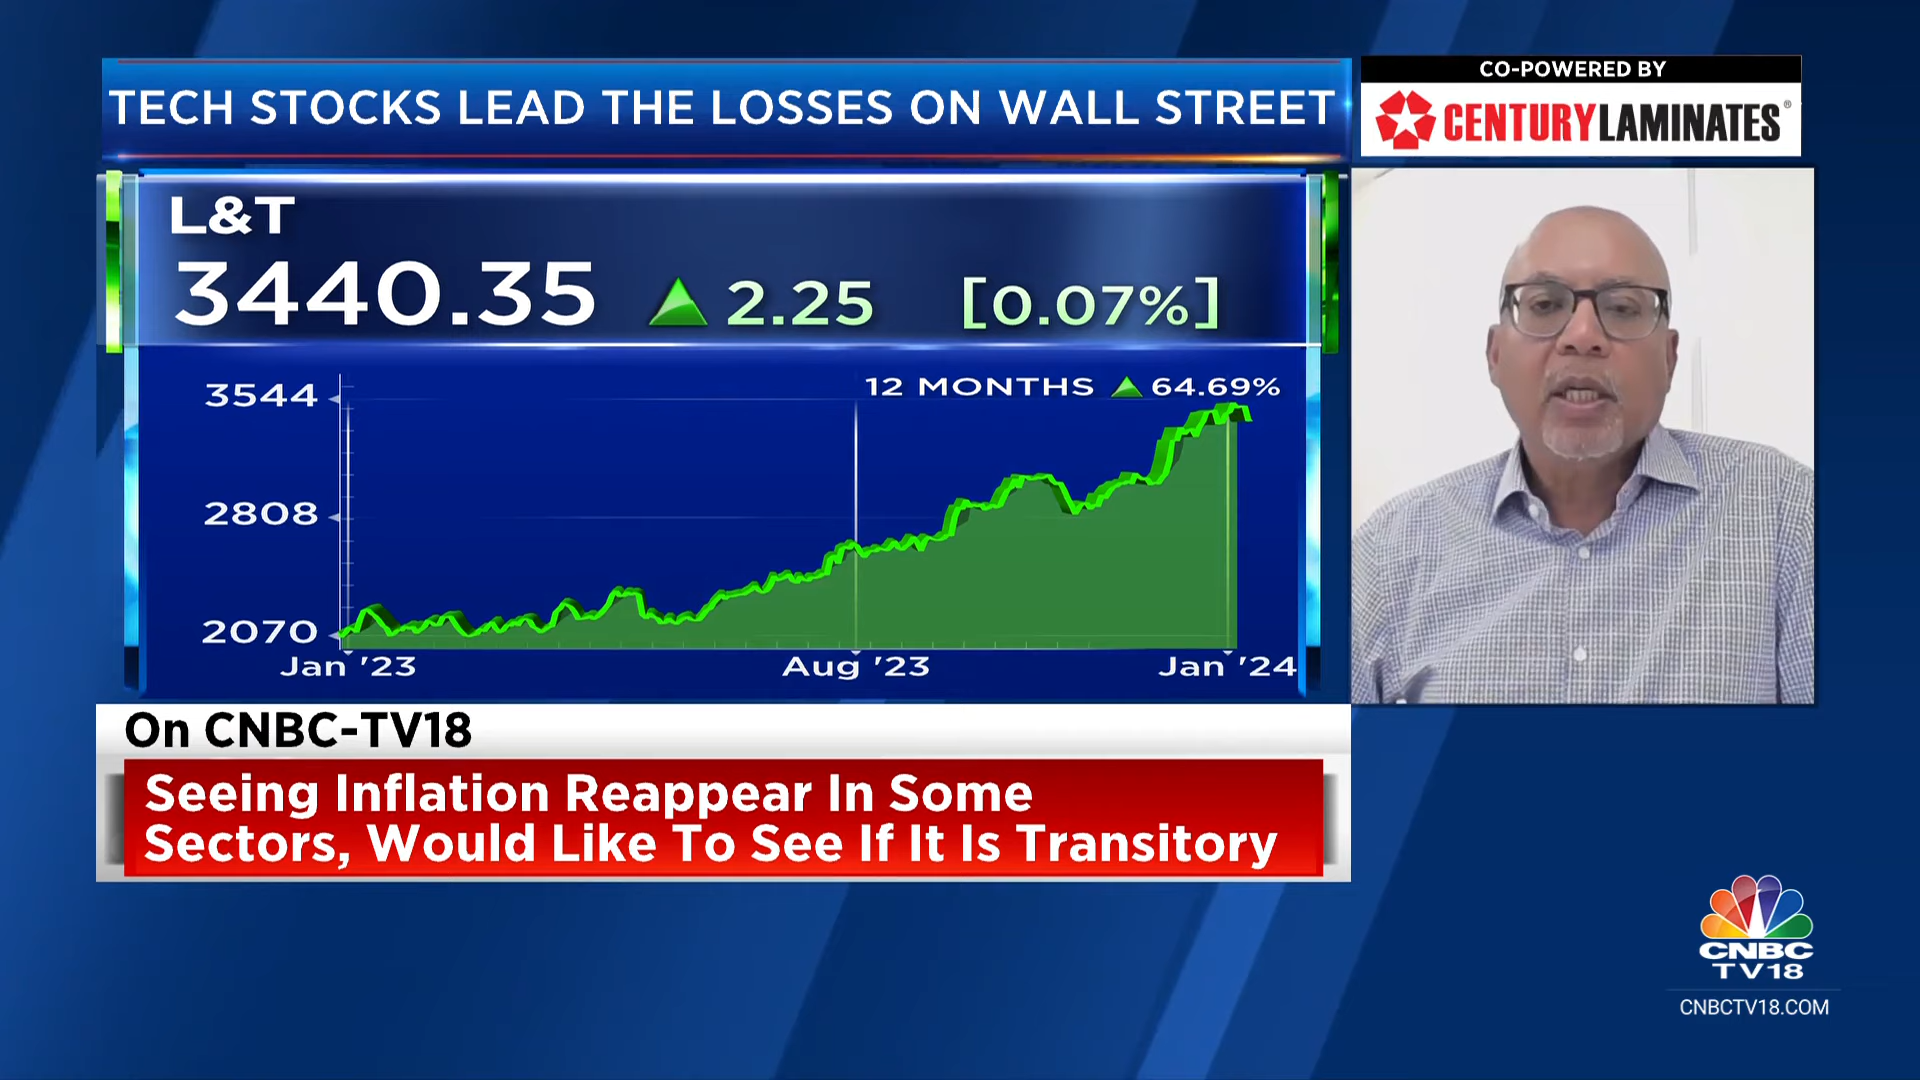 TECH STOCKS LEAD THE LOSSES ON WALL STREET
CO-POWERED BY
CENTURYLAMINATES®
L&T
3440.35 ▲ 2.25 [0.07%]
12 MONTHS ▲ 64.69%
3544
2808
2070
Jan '23 Aug '23 Jan '24
On CNBC-TV18
Seeing Inflation Reappear In Some
Sectors, Would Like To See If It Is Transitory
CNBC
TV18
CNBCTV18.COM